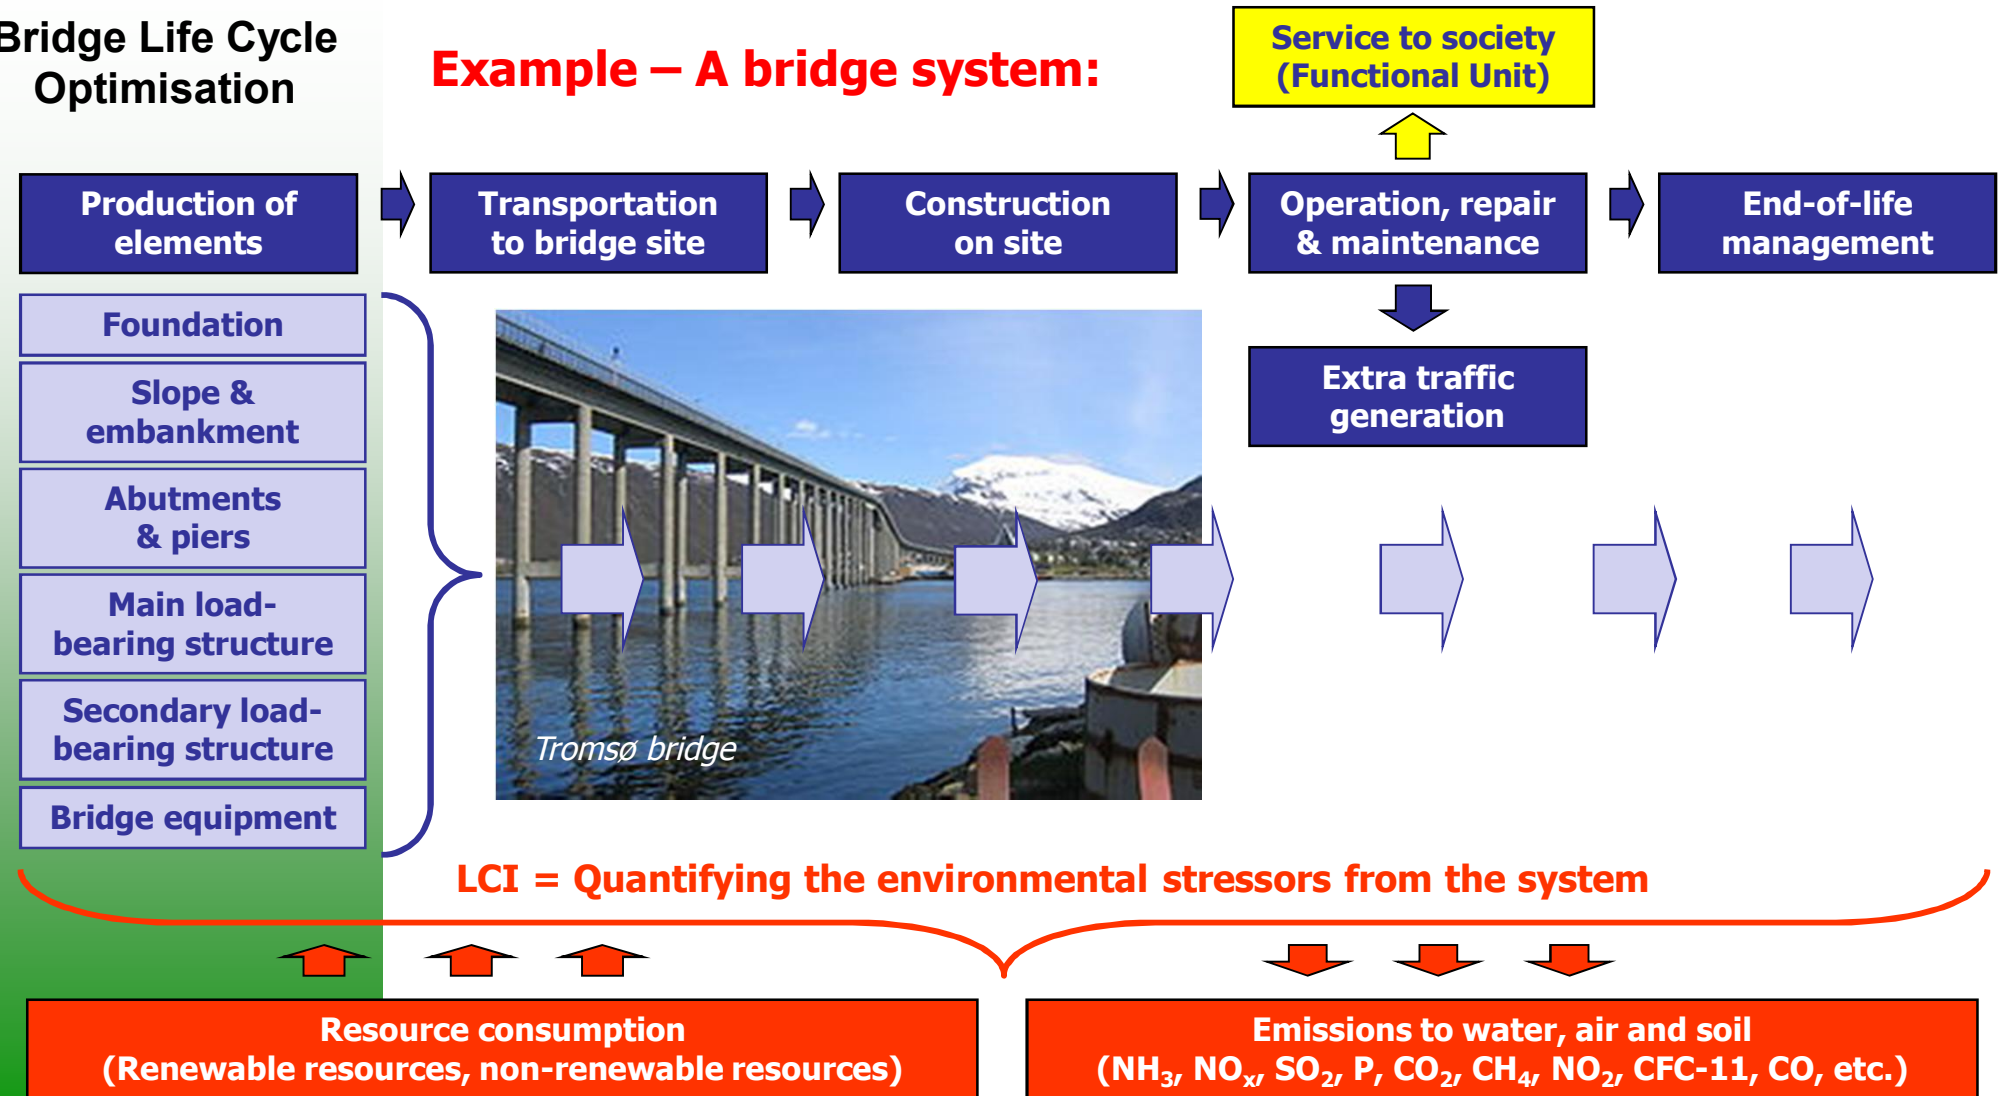 Bridge Life Cycle
Optimisation
Example – A bridge system:
Service to society
(Functional Unit)
Production of
elements
Transportation
to bridge site
Construction
on site
Operation, repair
& maintenance
End-of-life
management
Foundation
Slope &
embankment
Abutments
& piers
Main load-
bearing structure
Secondary load-
bearing structure
Bridge equipment
Extra traffic
generation
Tromsø bridge
LCI = Quantifying the environmental stressors from the system
Resource consumption
(Renewable resources, non-renewable resources)
Emissions to water, air and soil
(NH₃, NOₓ, SO₂, P, CO₂, CH₄, NO₂, CFC-11, CO, etc.)